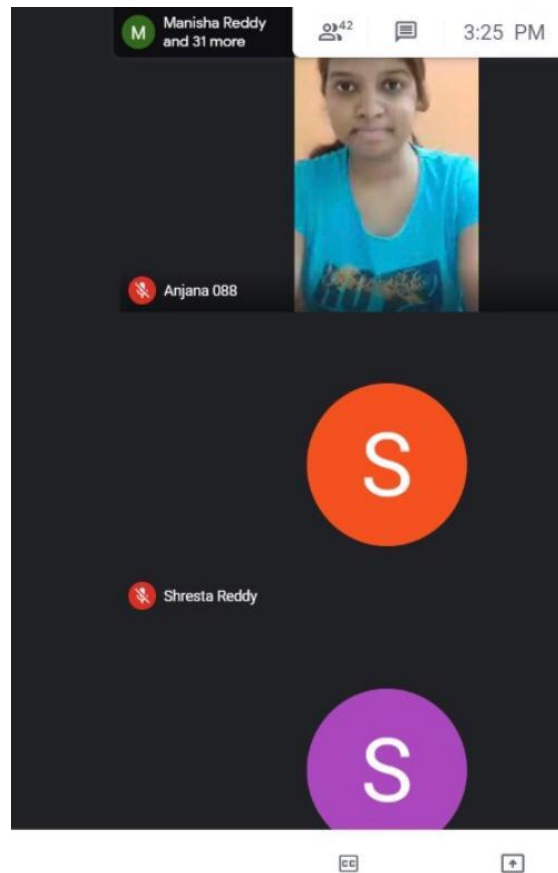 M
Manisha Reddy
and 31 more
42
3:25 PM
Anjana 088
S
Shresta Reddy
S
CC